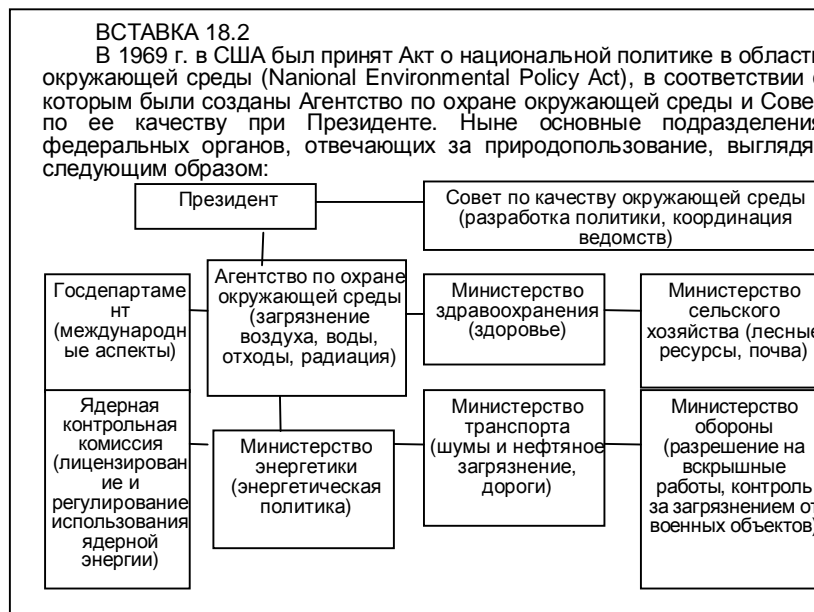 ВСТАВКА 18.2
В 1969 г. в США был принят Акт о национальной политике в области
окружающей среды (Nanional Environmental Policy Act), в соответствии с
которым были созданы Агентство по охране окружающей среды и Сове
по ее качеству при Президенте. Ныне основные подразделения
федеральных органов, отвечающих за природопользование, выглядя
следующим образом:
Президент
Совет по качеству окружающей среды
(разработка политики, координация
ведомств)
Госдепартаме
нт
(международн
ые аспекты)
Агентство по охране
окружающей среды
(загрязнение
воздуха, воды,
отходы, радиация)
Министерство
здравоохранения
(здоровье)
Министерство
сельского
хозяйства (лесные
ресурсы, почва)
Ядерная
контрольная
комиссия
(лицензирован
ие и
регулирование
использования
ядерной
энергии)
Министерство
энергетики
(энергетическая
политика)
Министерство
транспорта
(шумы и нефтяное
загрязнение,
дороги)
Министерство
обороны
(разрешение на
вскрышные
работы, контроль
за загрязнением от
военных объектов)